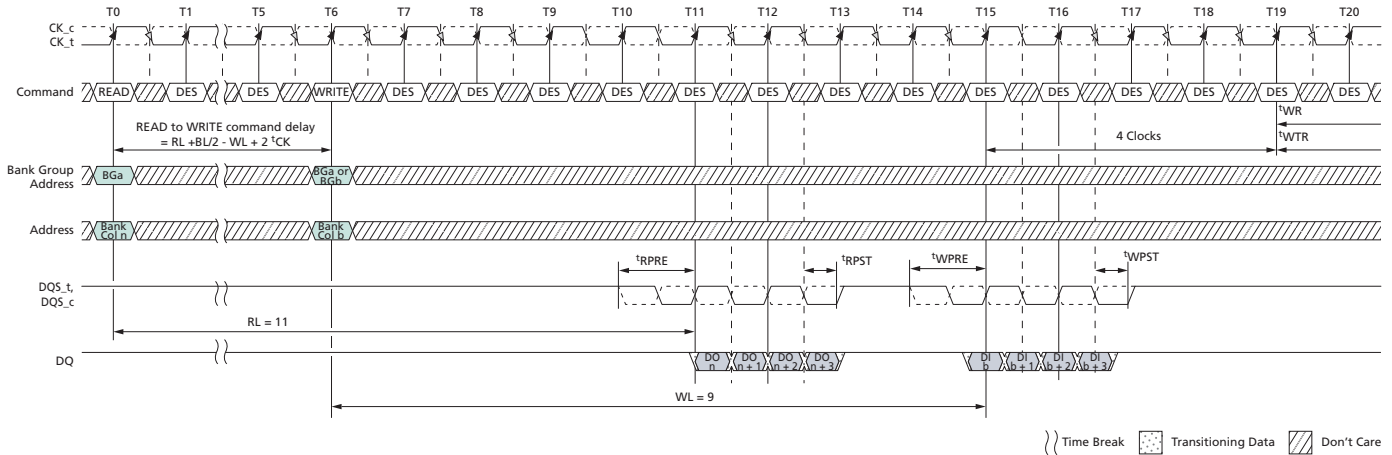 T0 T1 T5 T6 T7 T8 T9 T10 T11 T12 T13 T14 T15 T16 T17 T18 T19 T20
CK_c
CK_t
Command READ DES DES WRITE DES DES DES DES DES DES DES DES DES DES DES DES DES DES
tWR
READ to WRITE command delay
= RL +BL/2 - WL + 2 tCK
4 Clocks
tWTR
Bank Group
Address
BGa
BGa or
BGb
Address
Bank
Col n
Bank
Col b
tRPRE tRPST tWPRE tWPST
DQS_t,
DQS_c
RL = 11
DQ
DO
n
DO
n + 1
DO
n + 2
DO
n + 3
DI
b
DI
b + 1
DI
b + 2
DI
b + 3
WL = 9
Time Break Transitioning Data Don't Care